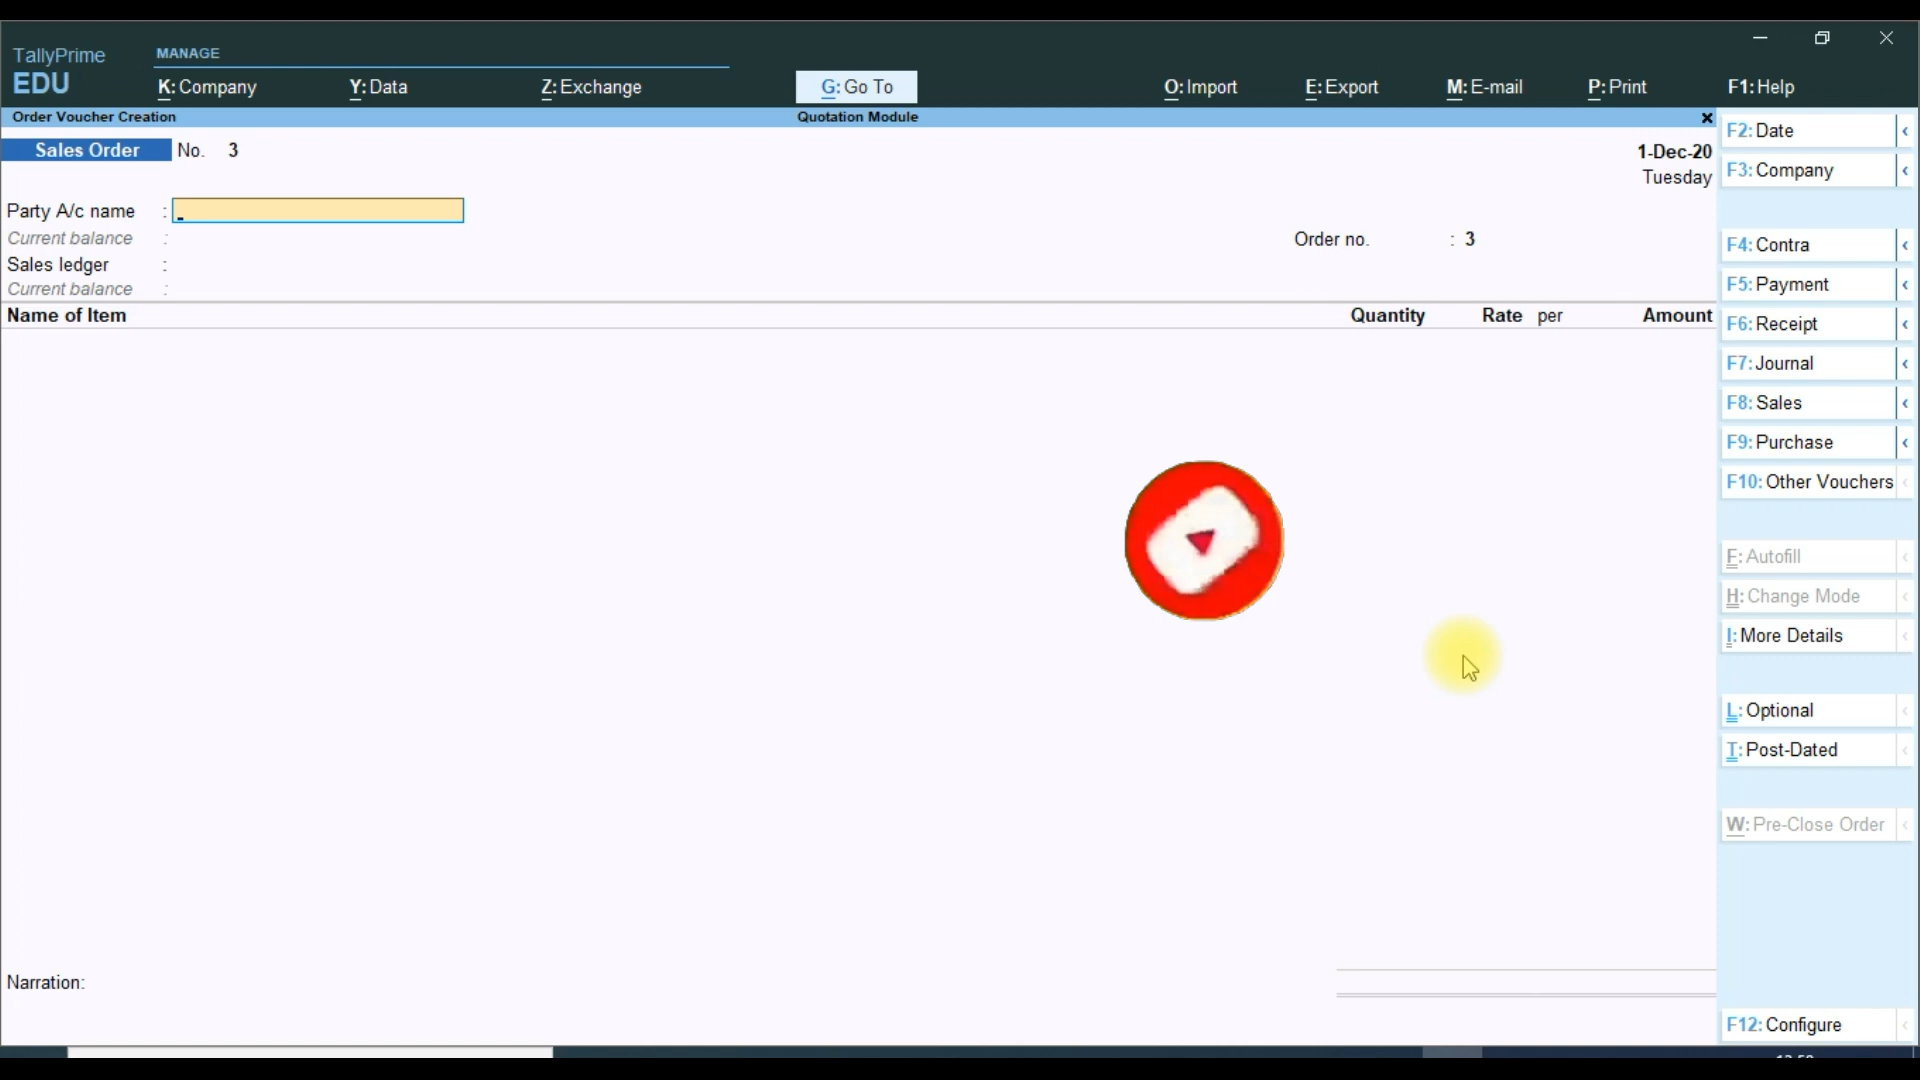 TallyPrime
EDU
MANAGE
K: Company
Y: Data
Z: Exchange
G: Go To
O: Import
E: Export
M: E-mail
P: Print
F1: Help
Order Voucher Creation
Quotation Module
Sales Order No. 3
1-Dec-20
Tuesday
Party A/c name :
Current balance :
Order no. : 3
Sales ledger :
Current balance :
Name of Item Quantity Rate per Amount
F2: Date
F3: Company
F4: Contra
F5: Payment
F6: Receipt
F7: Journal
F8: Sales
F9: Purchase
F10: Other Vouchers
F: Autofill
H: Change Mode
I: More Details
L: Optional
T: Post-Dated
W: Pre-Close Order
Narration:
F12: Configure